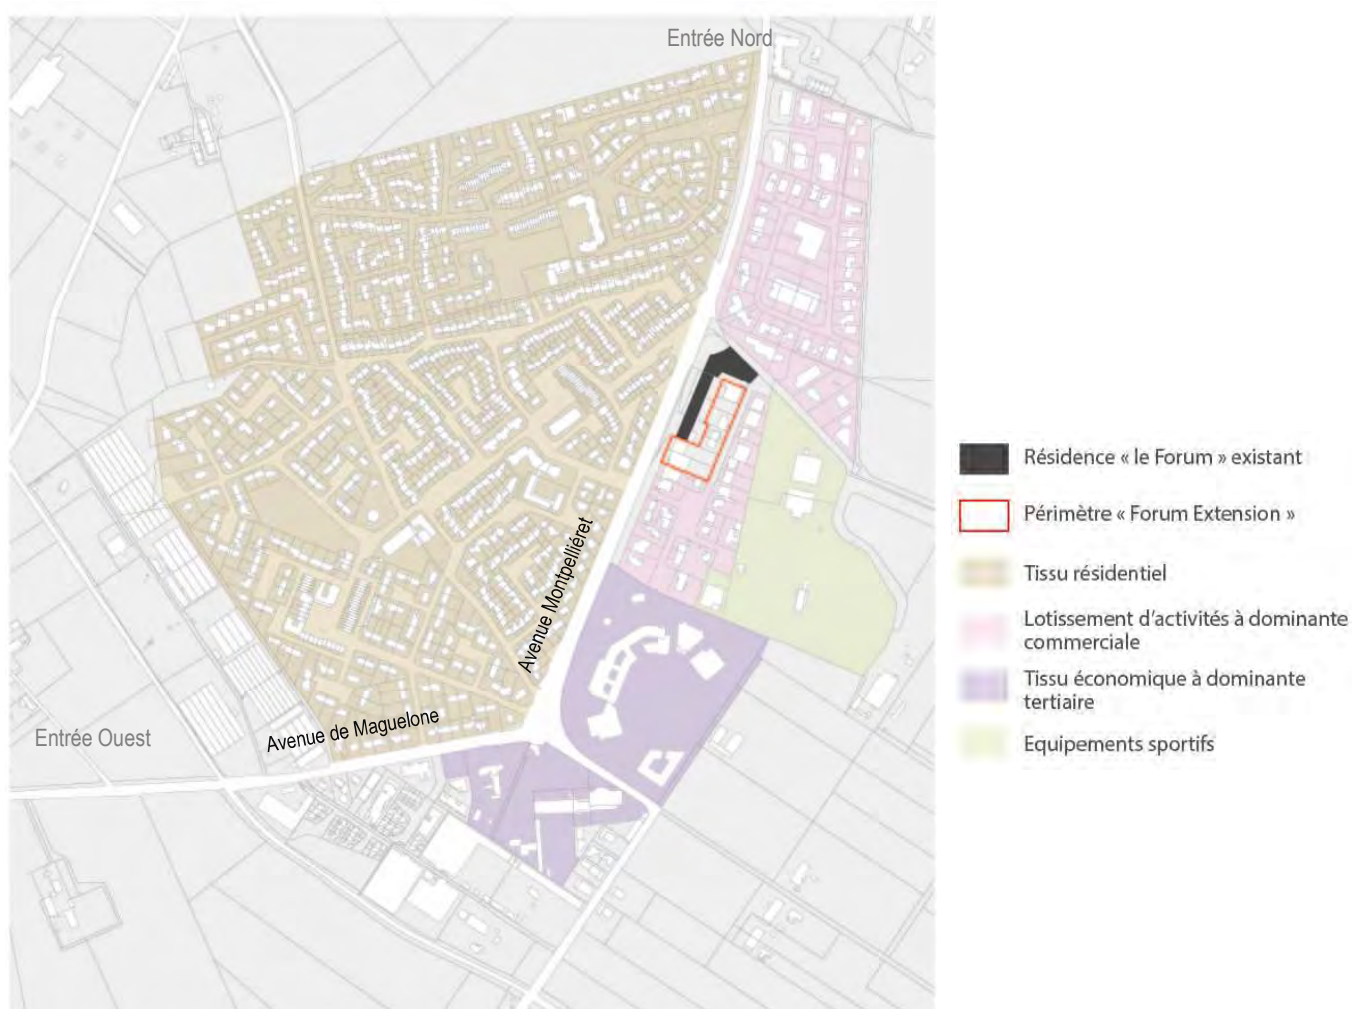 Entrée Nord
Avenue Montpelliéret
Avenue de Maguelone
Entrée Ouest
Résidence « le Forum » existant
Périmètre « Forum Extension »
Tissu résidentiel
Lotissement d'activités à dominante
commerciale
Tissu économique à dominante
tertiaire
Equipements sportifs